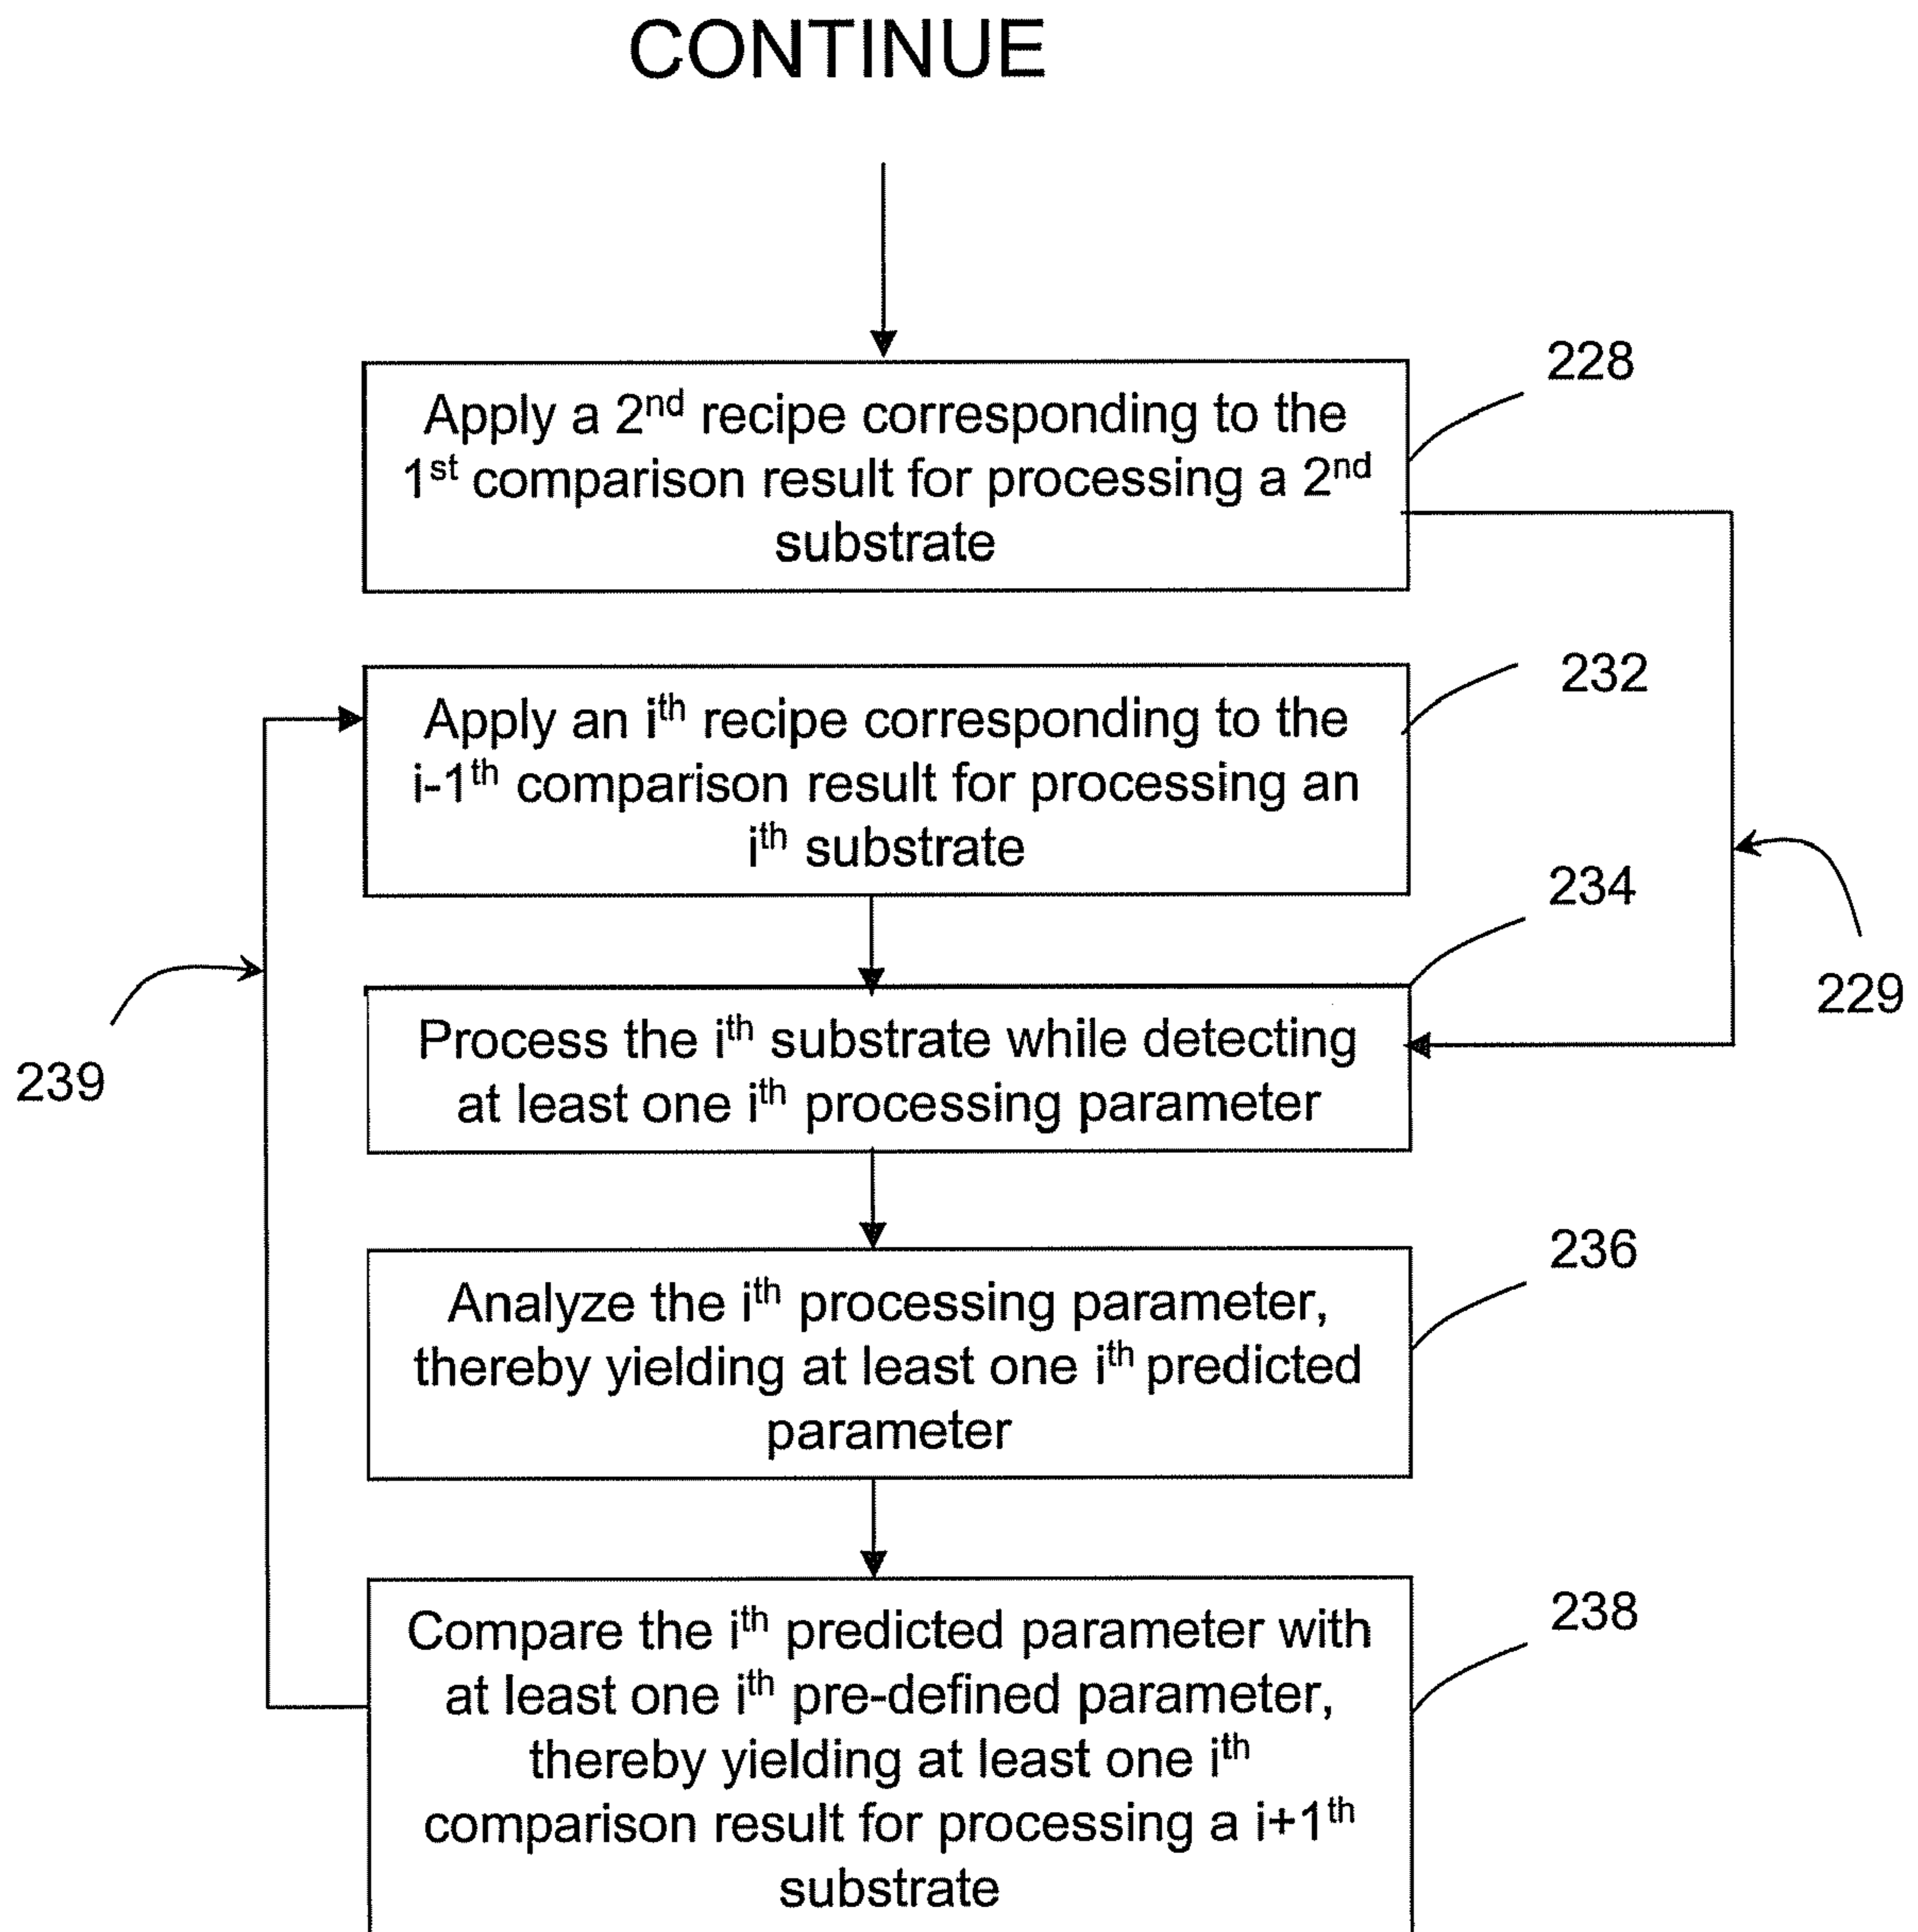 CONTINUE
228
Apply a 2nd recipe corresponding to the
1st comparison result for processing a 2nd
substrate
232
Apply an ith recipe corresponding to the
i-1th comparison result for processing an
ith substrate
234
229
239
Process the ith substrate while detecting
at least one ith processing parameter
236
Analyze the ith processing parameter,
thereby yielding at least one ith predicted
parameter
238
Compare the ith predicted parameter with
at least one ith pre-defined parameter,
thereby yielding at least one ith
comparison result for processing a i+1th
substrate